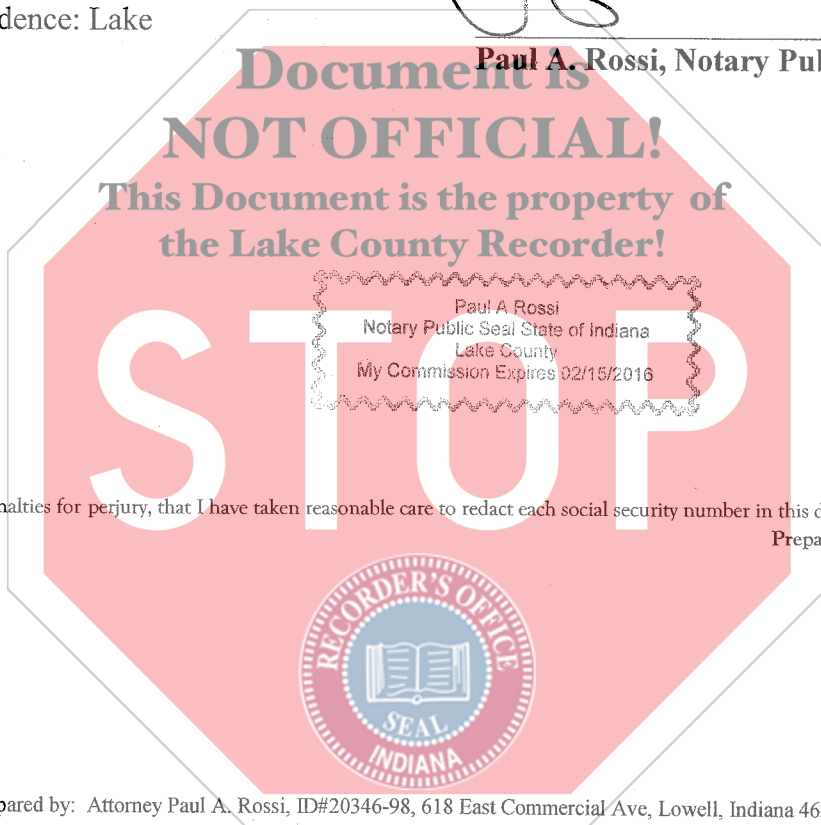 dence: Lake
Paul A. Rossi, Notary Pub
Document is
NOT OFFICIAL!
This Document is the property of
the Lake County Recorder!
Paul A Rossi
Notary Public Seal State of Indiana
Lake County
My Commission Expires 02/15/2016
STOP
nalties for perjury, that I have taken reasonable care to redact each social security number in this d
Prepa
RECORDER'S OFFICE
SEAL
INDIANA
pared by: Attorney Paul A. Rossi, ID#20346-98, 618 East Commercial Ave, Lowell, Indiana 46